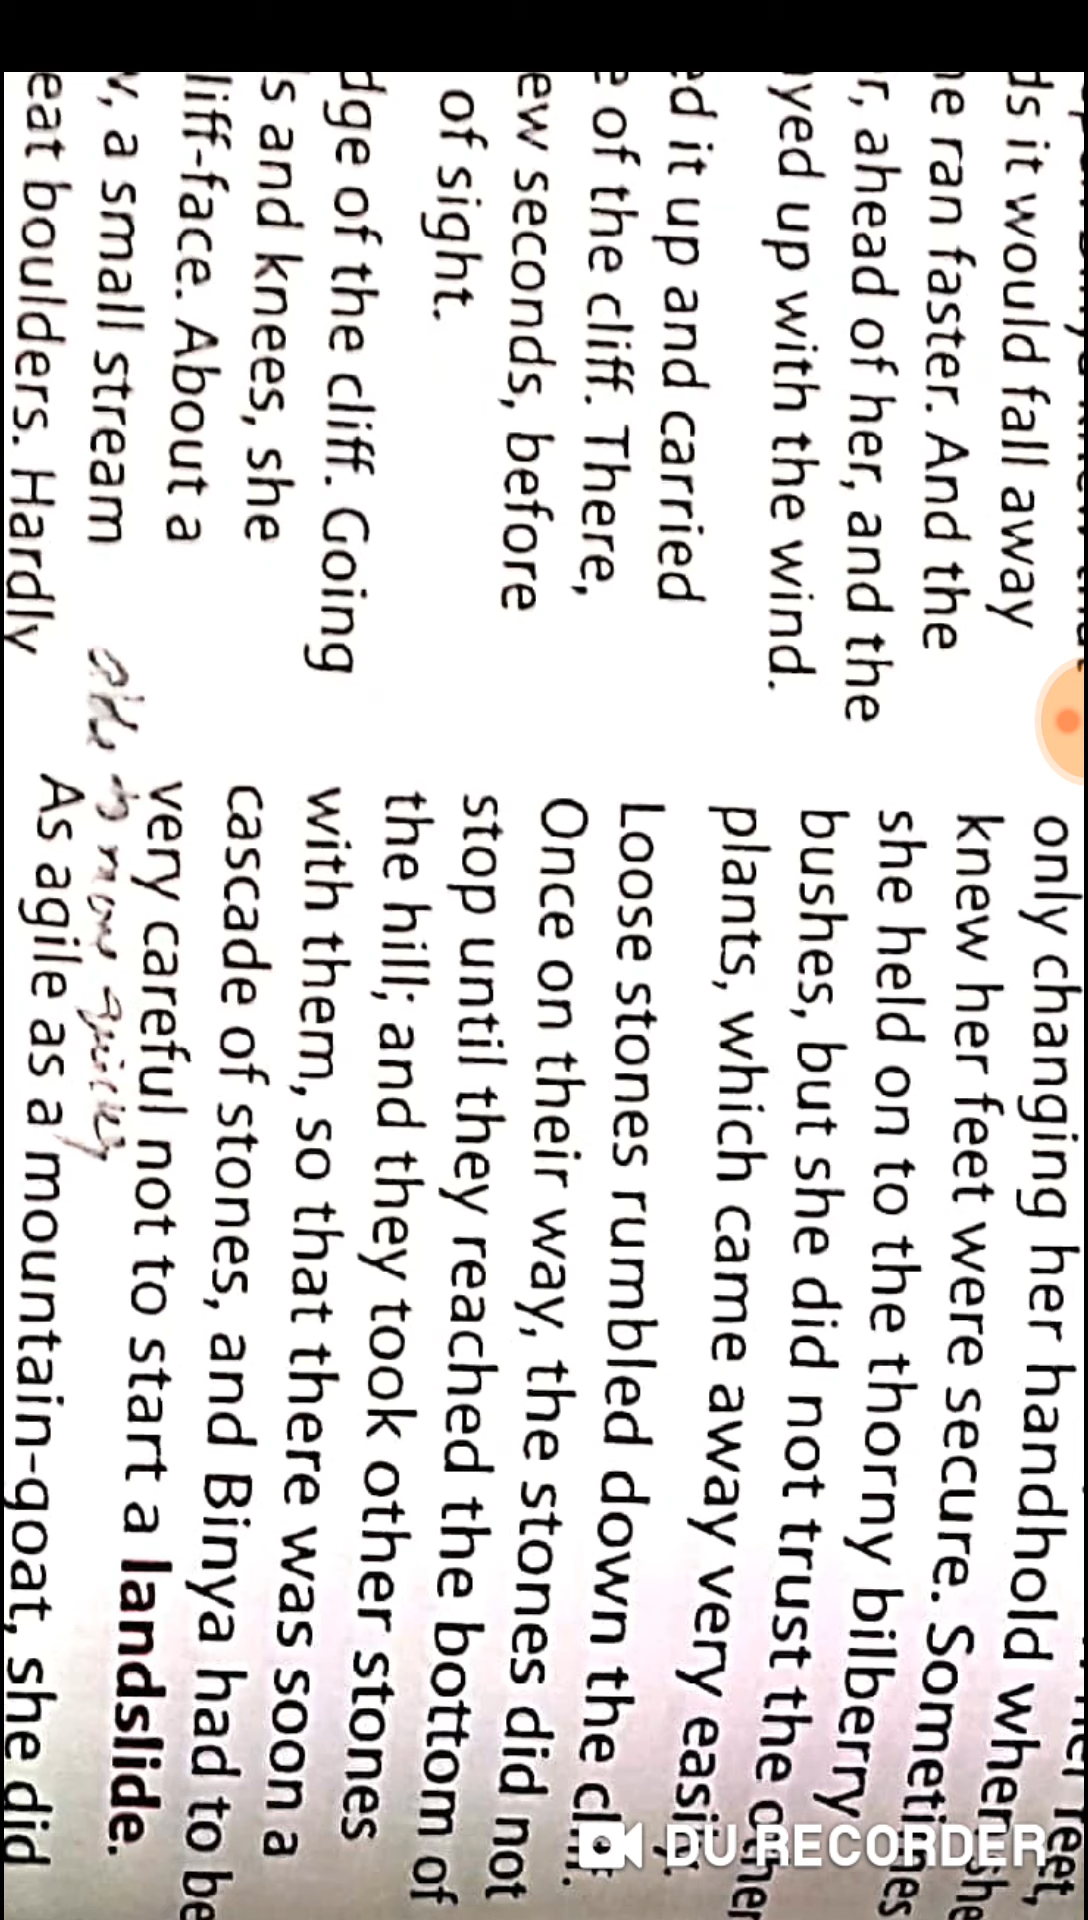 ds it would fall away
ne ran faster. And the
r, ahead of her, and the
yed up with the wind.
ed it up and carried
e of the cliff. There,
ew seconds, before
of sight.
dge of the cliff. Going
s and knees, she
liff-face. About a
v, a small stream
eat boulders. Hardly
only changing her handhold when she
knew her feet were secure. Sometimes
she held on to the thorny bilberry
bushes, but she did not trust the other
plants, which came away very easily.
Loose stones rumbled down the cliff.
Once on their way, the stones did not
stop until they reached the bottom of
the hill; and they took other stones
with them, so that there was soon a
cascade of stones, and Binya had to be
very careful not to start a landslide.
able to move quickly
As agile as a mountain-goat, she did
DU RECORDER